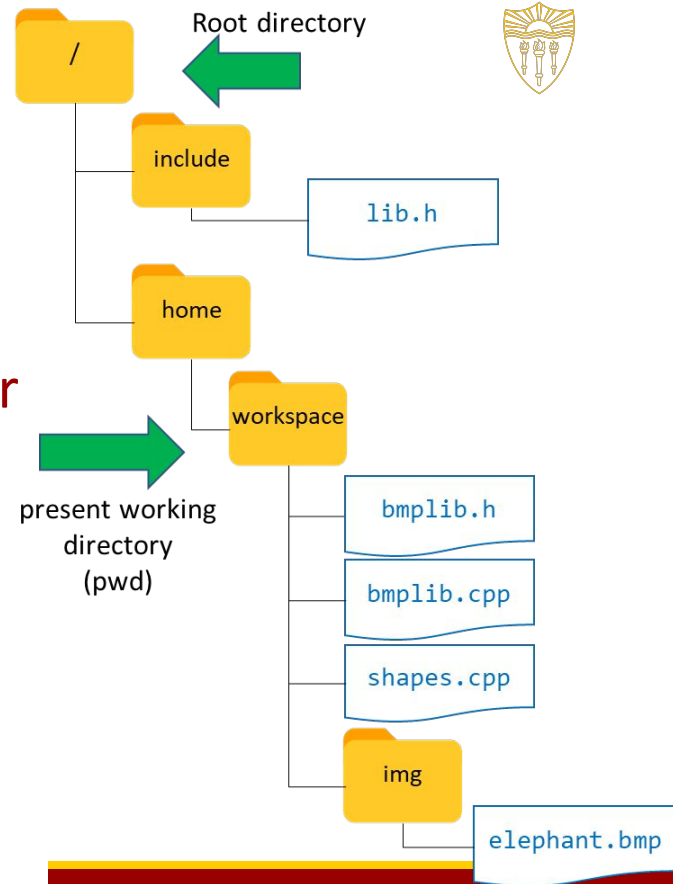 Root directory
/
include
lib.h
home
r
workspace
present working
directory
(pwd)
bmplib.h
bmplib.cpp
shapes.cpp
img
elephant.bmp